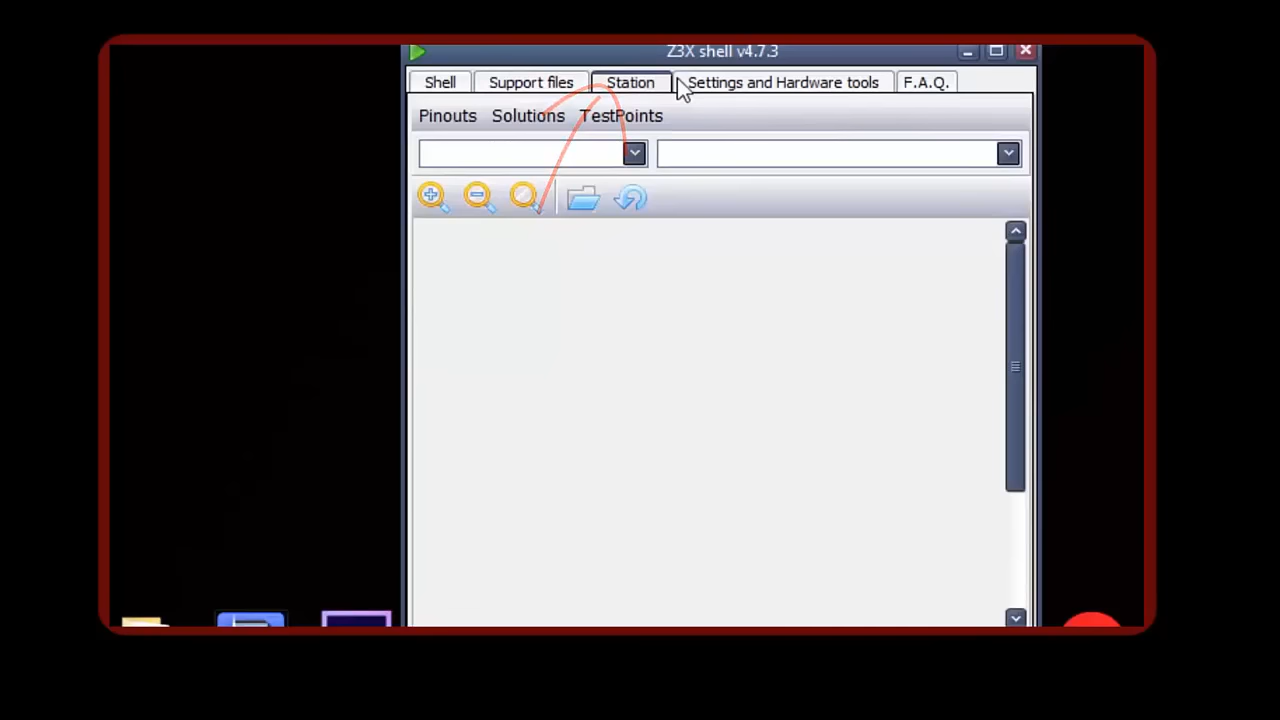 Z3X shell v4.7.3
Shell Support files Station Settings and Hardware tools F.A.Q.
Pinouts Solutions TestPoints